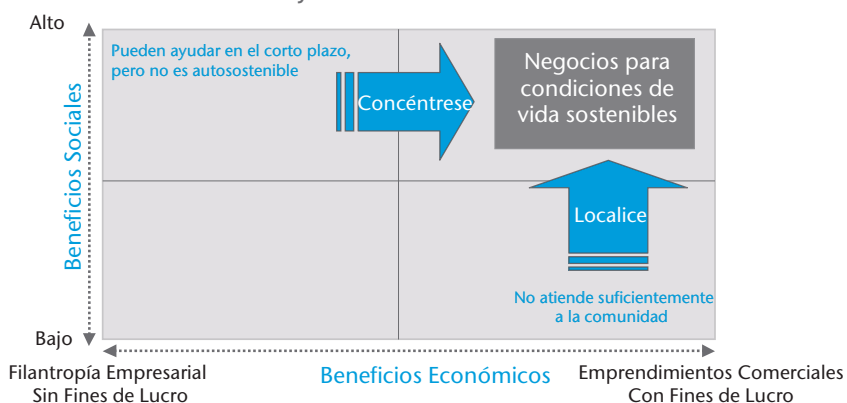 Alto
Pueden ayudar en el corto plazo,
pero no es autosostenible
Concéntrese
Negocios para
condiciones de
vida sostenibles
Beneficios Sociales
Localice
No atiende suficientemente
a la comunidad
Bajo
Filantropía Empresarial
Sin Fines de Lucro
Beneficios Económicos
Emprendimientos Comerciales
Con Fines de Lucro